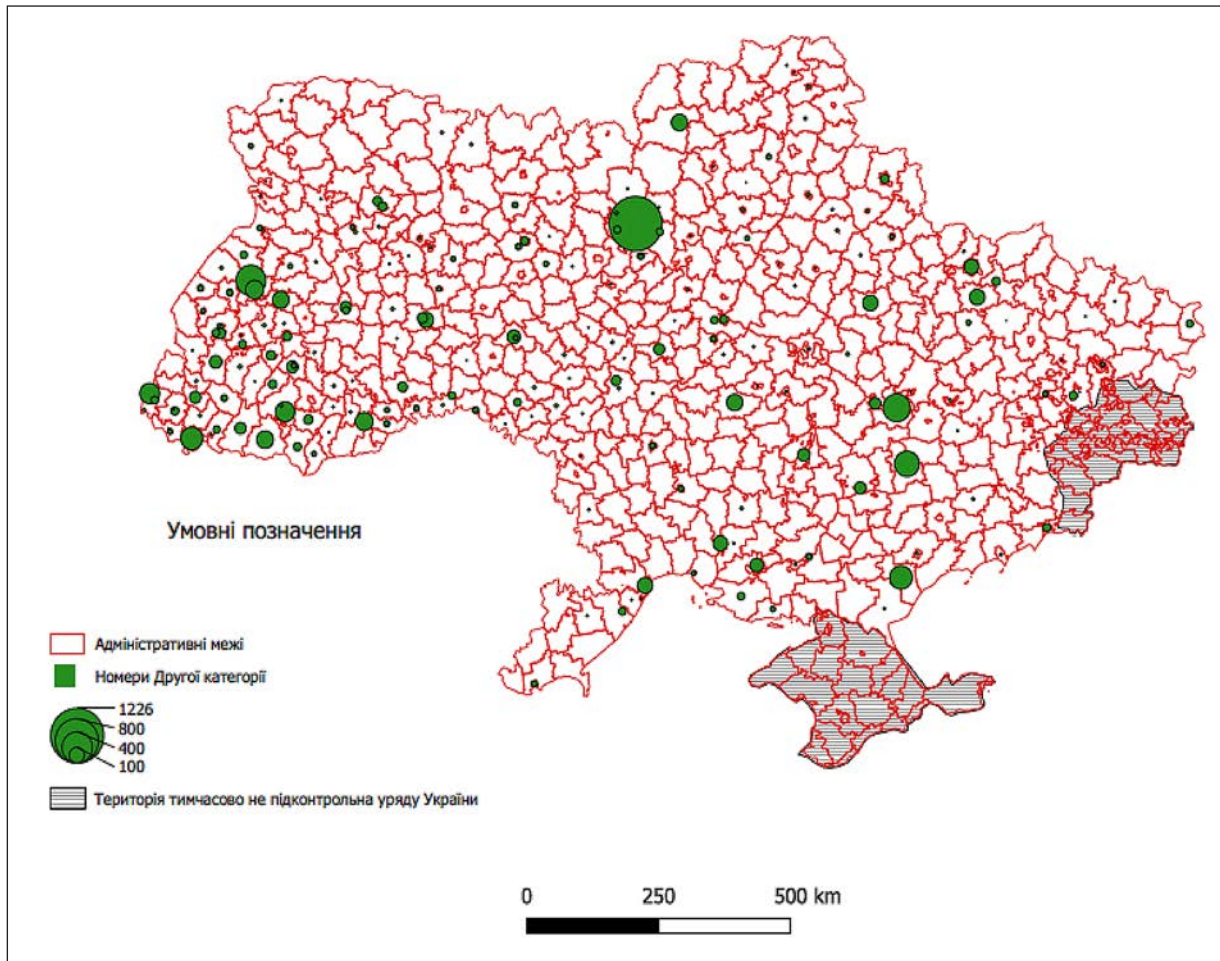 Умовні позначення
Адміністративні межі
Номери Другої категорії
1226
800
400
100
Територія тимчасово не підконтрольна уряду України
0 250 500 km